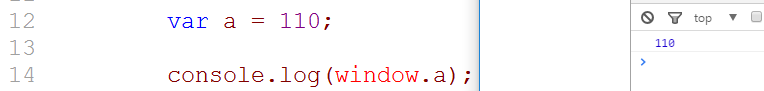 12 var a = 110;
13
14 console.log(window.a);
top
110